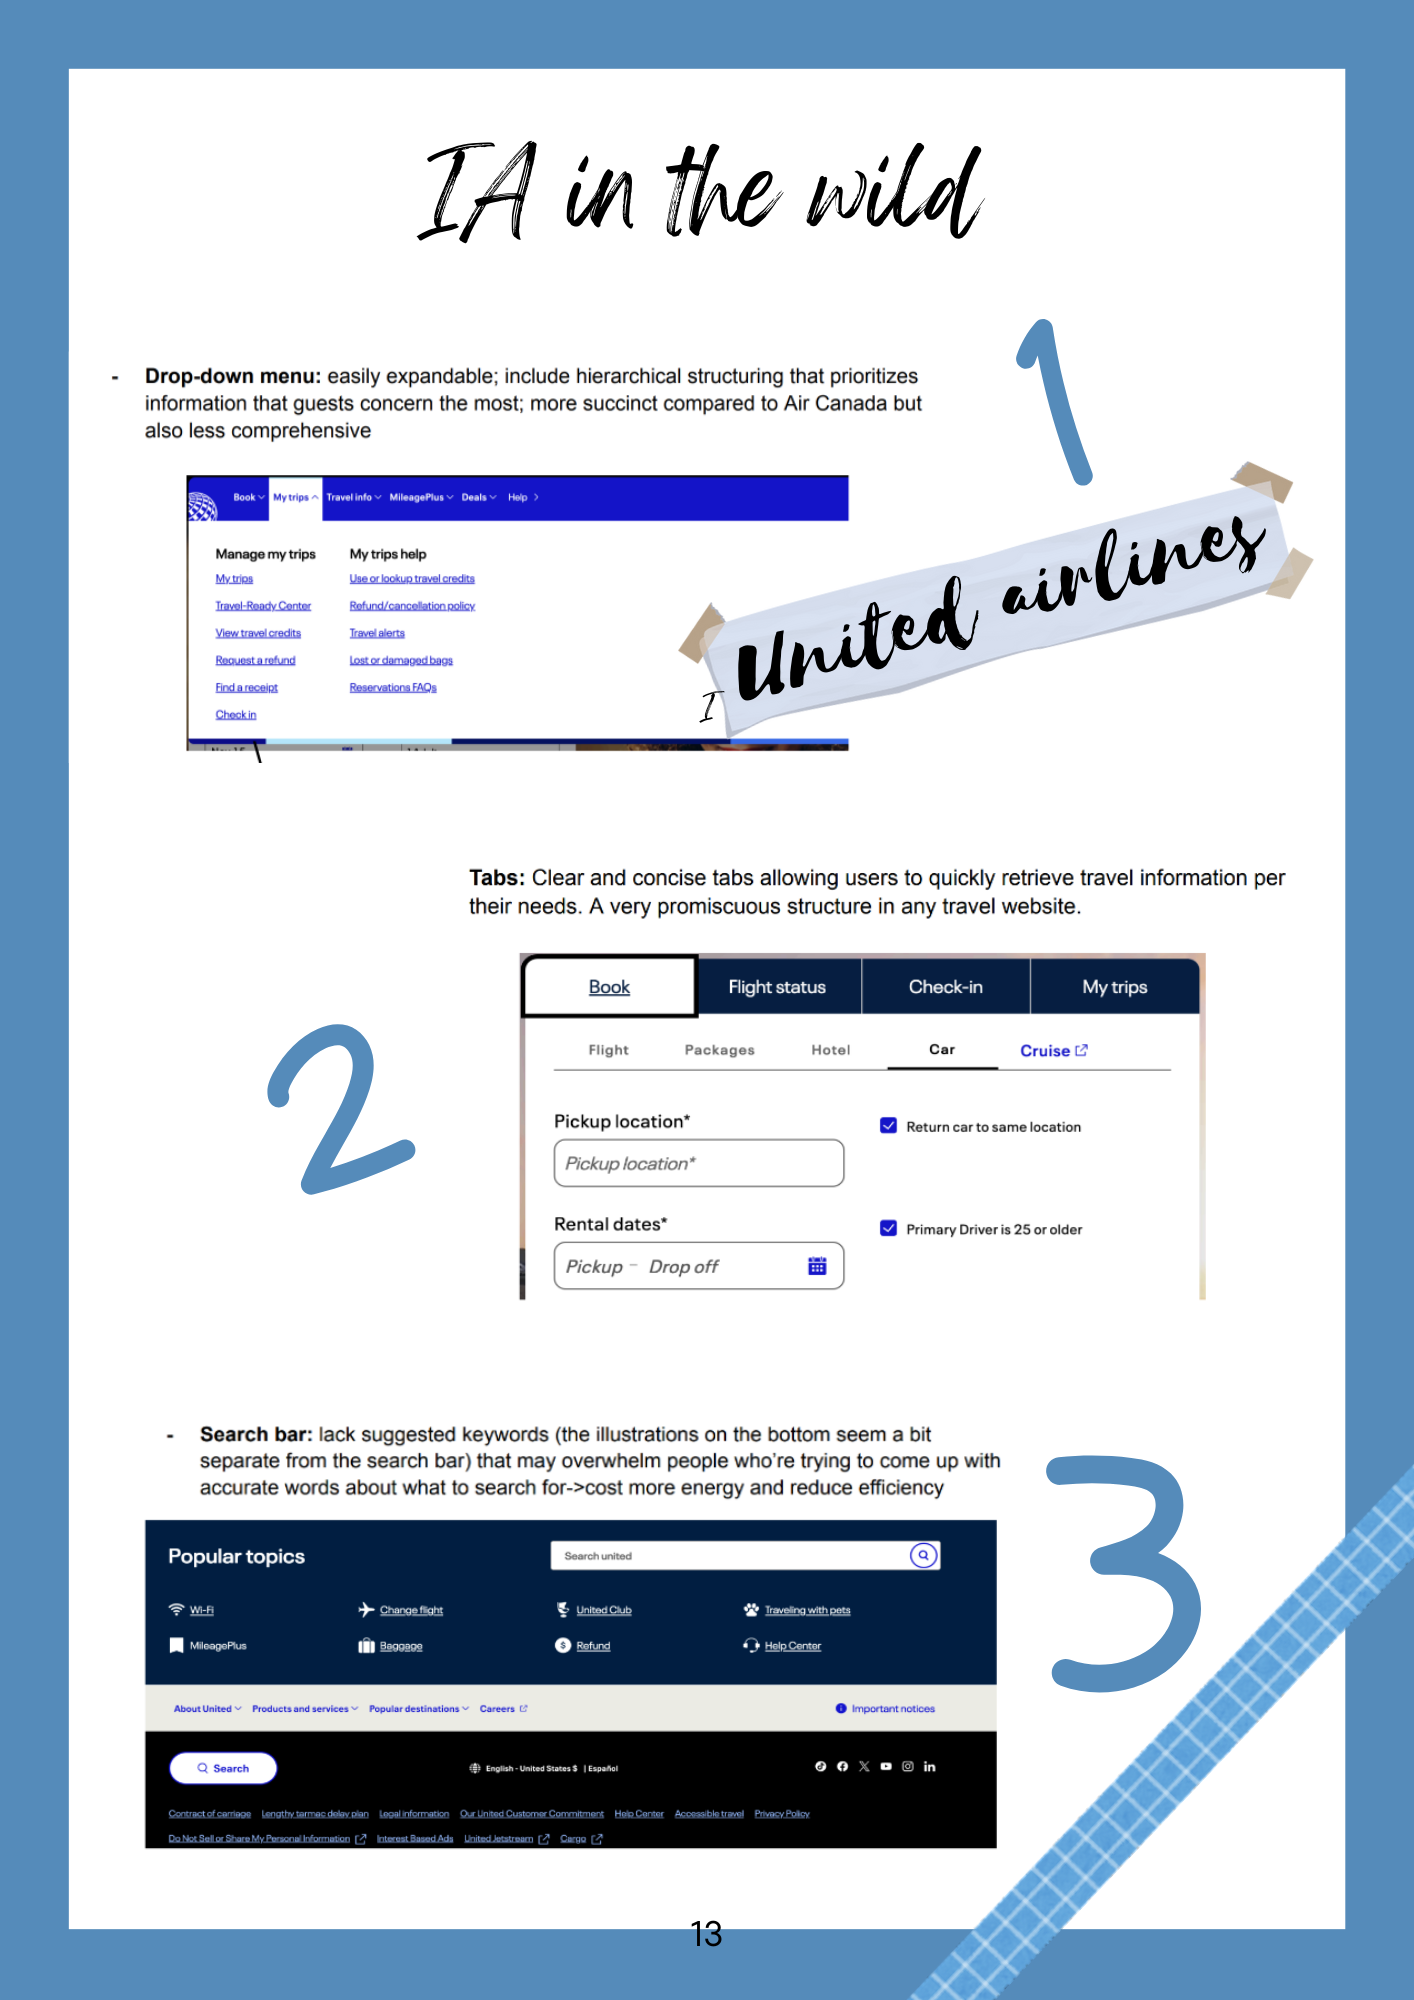 IA in the wild
1
- Drop-down menu: easily expandable; include hierarchical structuring that prioritizes
information that guests concern the most; more succinct compared to Air Canada but
also less comprehensive
Book My trips Travel info MileagePlus Deals Help
Manage my trips My trips help
My trips Use or lookup travel credits
Travel-Ready Center Refund/cancellation policy
View travel credits Travel alerts
Request a refund Lost or damaged bags
Find a receipt Reservations FAQs
Check in
I United airlines
Tabs: Clear and concise tabs allowing users to quickly retrieve travel information per
their needs. A very promiscuous structure in any travel website.
2
Book Flight status Check-in My trips
Flight Packages Hotel Car Cruise
Pickup location* Return car to same location
Pickup location*
Rental dates* Primary Driver is 25 or older
Pickup – Drop off
- Search bar: lack suggested keywords (the illustrations on the bottom seem a bit
separate from the search bar) that may overwhelm people who're trying to come up with
accurate words about what to search for->cost more energy and reduce efficiency
3
Popular topics Search united
Wi-Fi Change flight United Club Traveling with pets
MileagePlus Baggage Refund Help Center
About United Products and services Popular destinations Careers Important notices
Search English - United States $ | Español
Contract of carriage Lengthy tarmac delay plan Legal information Our United Customer Commitment Help Center Accessible travel Privacy Policy
Do Not Sell or Share My Personal Information Interest Based Ads United Jetstream Cargo
13